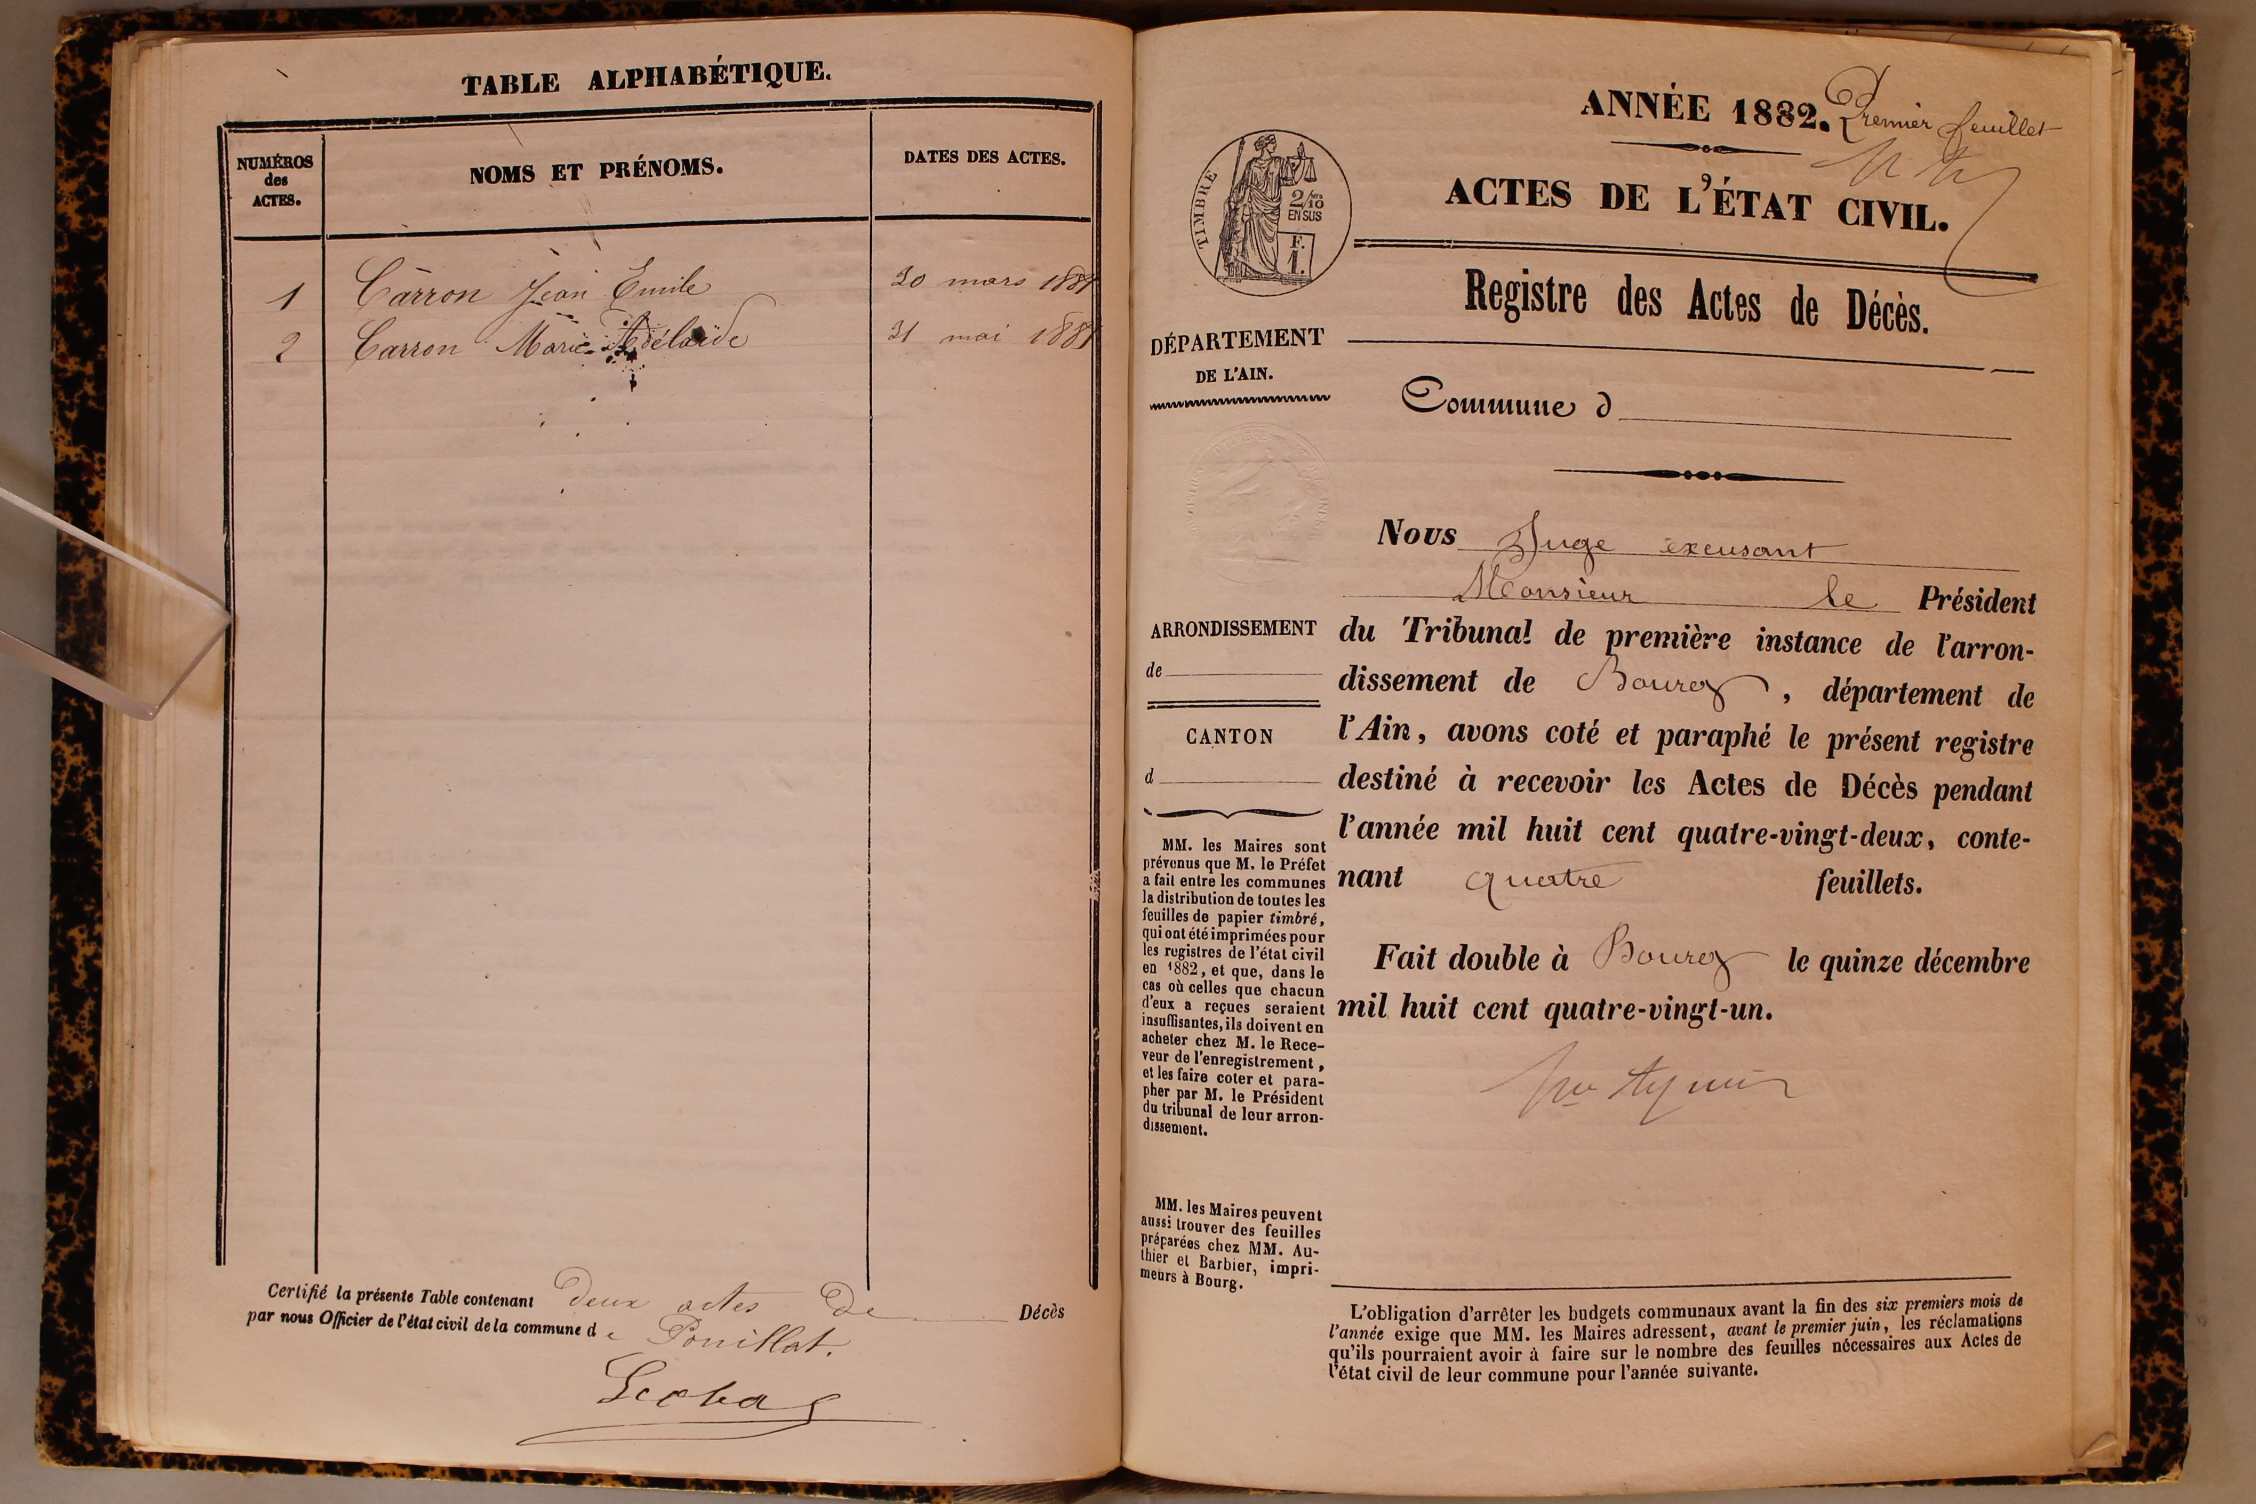 TABLE ALPHABÉTIQUE.
NUMÉROS
des
ACTES.
NOMS ET PRÉNOMS.
DATES DES ACTES.
1 Carron Jean Emile 20 mars 1881
2 Carron Marie Adélaïde 31 mai 1881
Certifié la présente Table contenant deux actes de Décès
par nous Officier de l'état civil de la commune de Pouillat.
ANNÉE 1882. Premier feuillet
TIMBRE
2/10
EN SUS
F.
1.
ACTES DE L'ÉTAT CIVIL.
Registre des Actes de Décès.
DÉPARTEMENT
DE L'AIN.
Commune d
Nous Juge excusant
Monsieur le Président
du Tribunal de première instance de l'arron-
dissement de Bourg, département de
l'Ain, avons coté et paraphé le présent registre
destiné à recevoir les Actes de Décès pendant
l'année mil huit cent quatre-vingt-deux, conte-
nant quatre feuillets.
Fait double à Bourg le quinze décembre
mil huit cent quatre-vingt-un.
ARRONDISSEMENT
de
CANTON
d
MM. les Maires sont
prévenus que M. le Préfet
a fait entre les communes
la distribution de toutes les
feuilles de papier timbré,
qui ont été imprimées pour
les registres de l'état civil
en 1882, et que, dans le
cas où celles que chacun
d'eux a reçues seraient
insuffisantes, ils doivent en
acheter chez M. le Rece-
veur de l'enregistrement,
et les faire coter et para-
pher par M. le Président
du tribunal de leur arron-
dissement.
MM. les Maires peuvent
aussi trouver des feuilles
préparées chez MM. Au-
thier et Barbier, impri-
meurs à Bourg.
L'obligation d'arrêter les budgets communaux avant la fin des six premiers mois de
l'année exige que MM. les Maires adressent, avant le premier juin, les réclamations
qu'ils pourraient avoir à faire sur le nombre des feuilles nécessaires aux Actes de
l'état civil de leur commune pour l'année suivante.